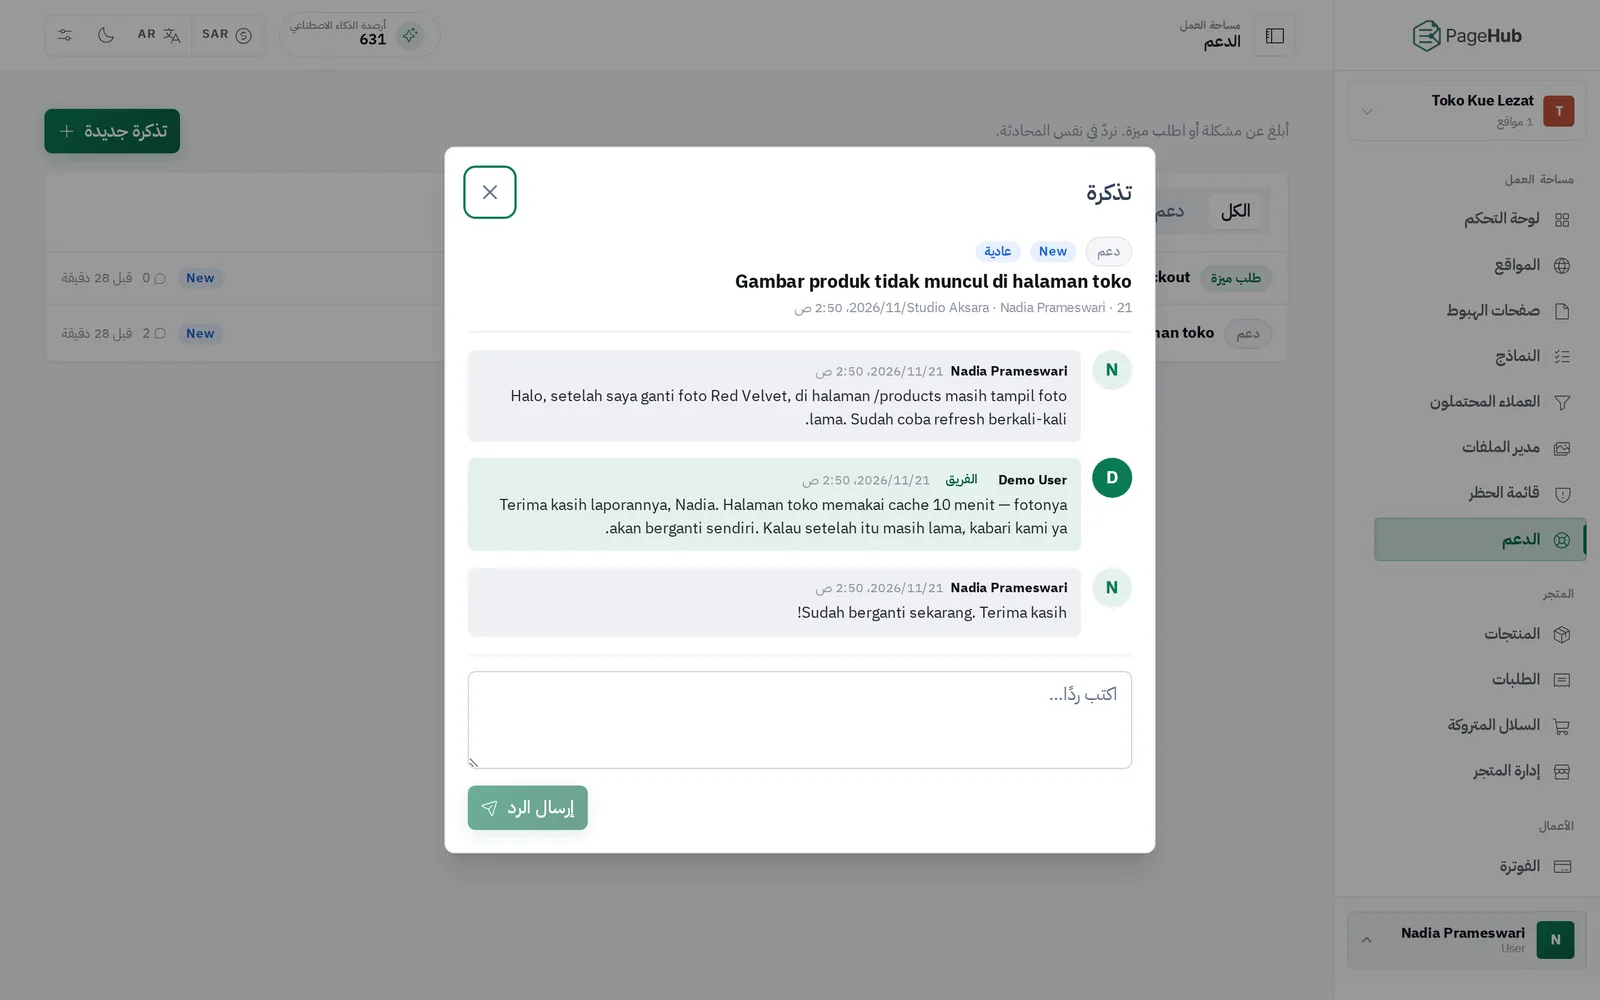 PageHub
Toko Kue Lezat
1 مواقع
T
مساحة العمل
لوحة التحكم
المواقع
صفحات الهبوط
النماذج
العملاء المحتملون
مدير الملفات
قائمة الحظر
الدعم
المتجر
المنتجات
الطلبات
السلال المتروكة
إدارة المتجر
الأعمال
الفوترة
Nadia Prameswari
User
N
مساحة العمل
الدعم
أرصدة الذكاء الاصطناعي
631
SAR
AR
أبلغ عن مشكلة أو اطلب ميزة. نردّ في نفس المحادثة.
تذكرة جديدة
الكل
دعم
طلب ميزة
ckout
New
0
قبل 28 دقيقة
دعم
nan toko
New
2
قبل 28 دقيقة
تذكرة
دعم
New
عادية
Gambar produk tidak muncul di halaman toko
Studio Aksara · Nadia Prameswari · 21/11/2026، 2:50 ص
N
Nadia Prameswari
21/11/2026، 2:50 ص
Halo, setelah saya ganti foto Red Velvet, di halaman /products masih tampil foto
lama. Sudah coba refresh berkali-kali.
D
Demo User
الفريق
21/11/2026، 2:50 ص
Terima kasih laporannya, Nadia. Halaman toko memakai cache 10 menit — fotonya
akan berganti sendiri. Kalau setelah itu masih lama, kabari kami ya.
N
Nadia Prameswari
21/11/2026، 2:50 ص
Sudah berganti sekarang. Terima kasih!
اكتب ردًا...
إرسال الرد